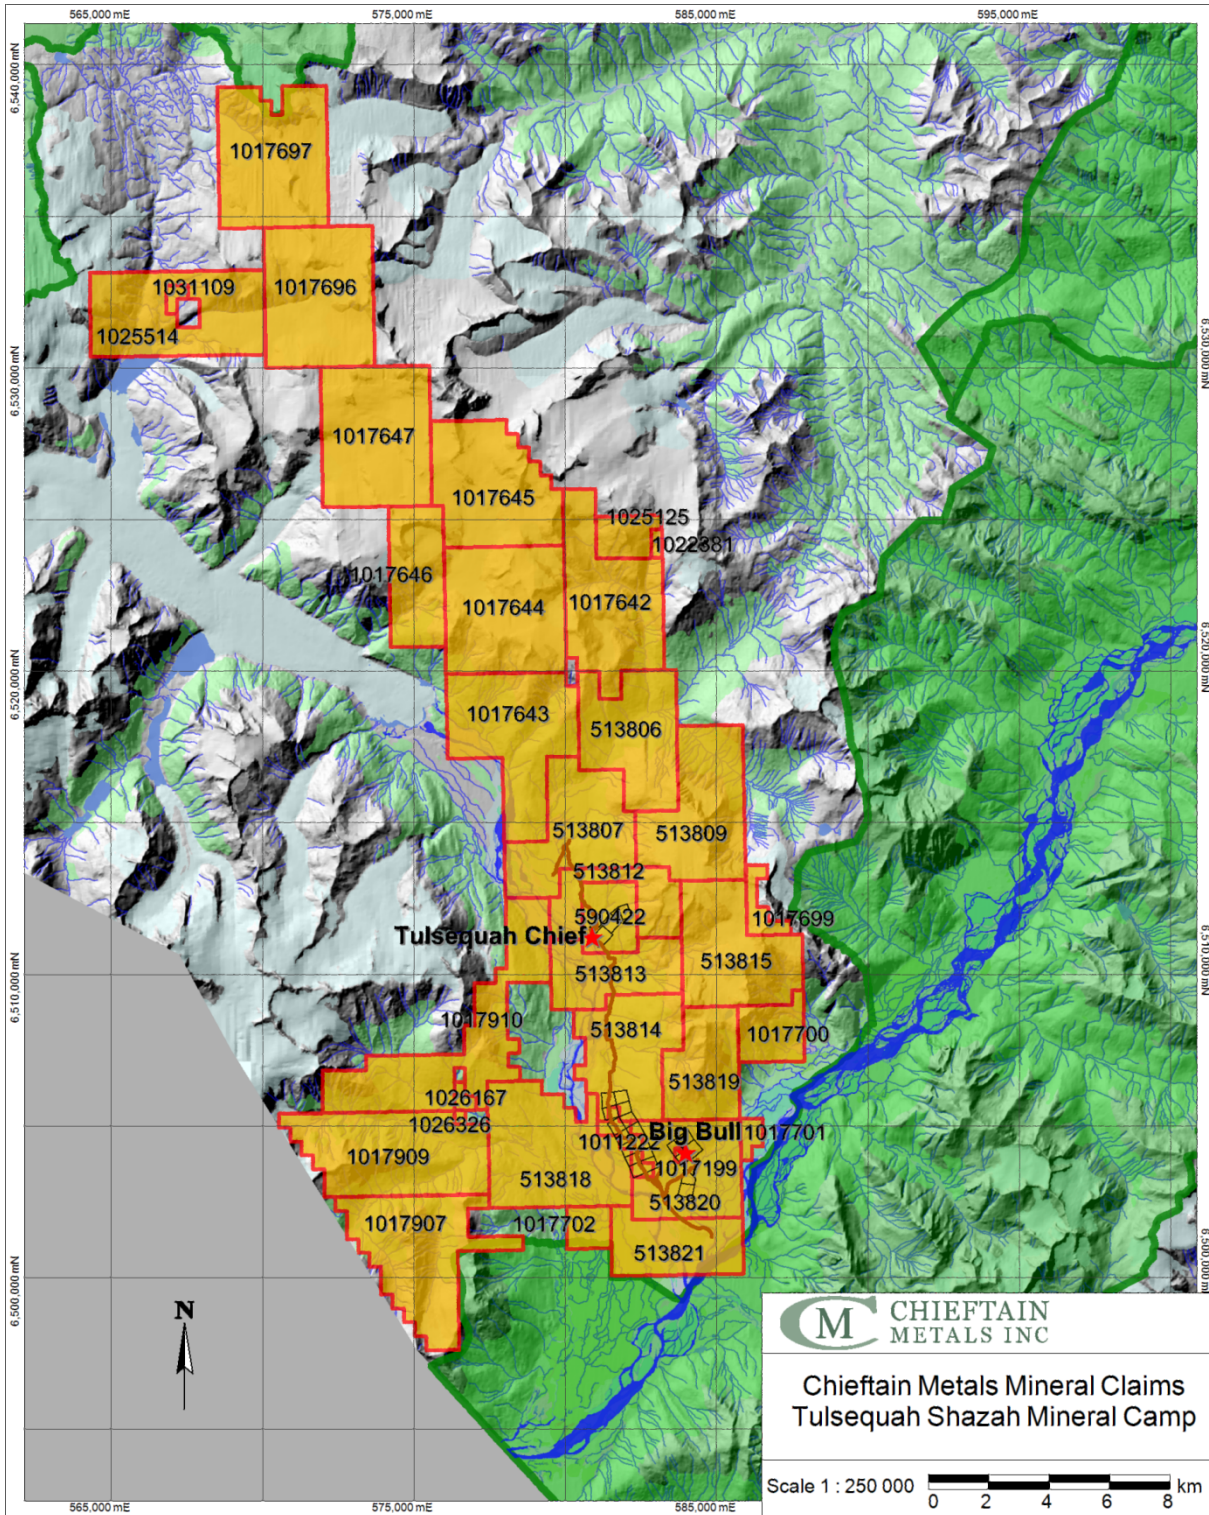 565,000 mE
575,000 mE
585,000 mE
595,000 mE
6,540,000 mN
1017697
1031109
1017696
1025514
6,530,000 mN
6,530,000 mN
1017647
1017645
1025125
1022381
1017646
1017644
1017642
6,520,000 mN
6,520,000 mN
1017643
513806
513807
513809
513812
590422
1017699
Tulsequah Chief
513813
513815
6,510,000 mN
6,510,000 mN
1017910
513814
1017700
513819
1026167
1026326
1011222
Big Bull
1017701
1017909
1017199
513818
513820
1017907
1017702
513821
6,500,000 mN
6,500,000 mN
N
CM
CHIEFTAIN
METALS INC
Chieftain Metals Mineral Claims
Tulsequah Shazah Mineral Camp
Scale 1 : 250 000
0 2 4 6 8 km
565,000 mE
575,000 mE
585,000 mE